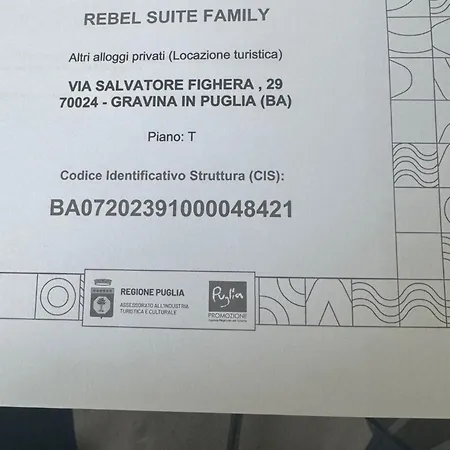 REBEL SUITE FAMILY
Altri alloggi privati (Locazione turistica)
VIA SALVATORE FIGHERA , 29
70024 - GRAVINA IN PUGLIA (BA)
Piano: T
Codice Identificativo Struttura (CIS):
BA07202391000048421
REGIONE PUGLIA
ASSESSORATO ALL'INDUSTRIA
TURISTICA E CULTURALE
Puglia
PROMOZIONE